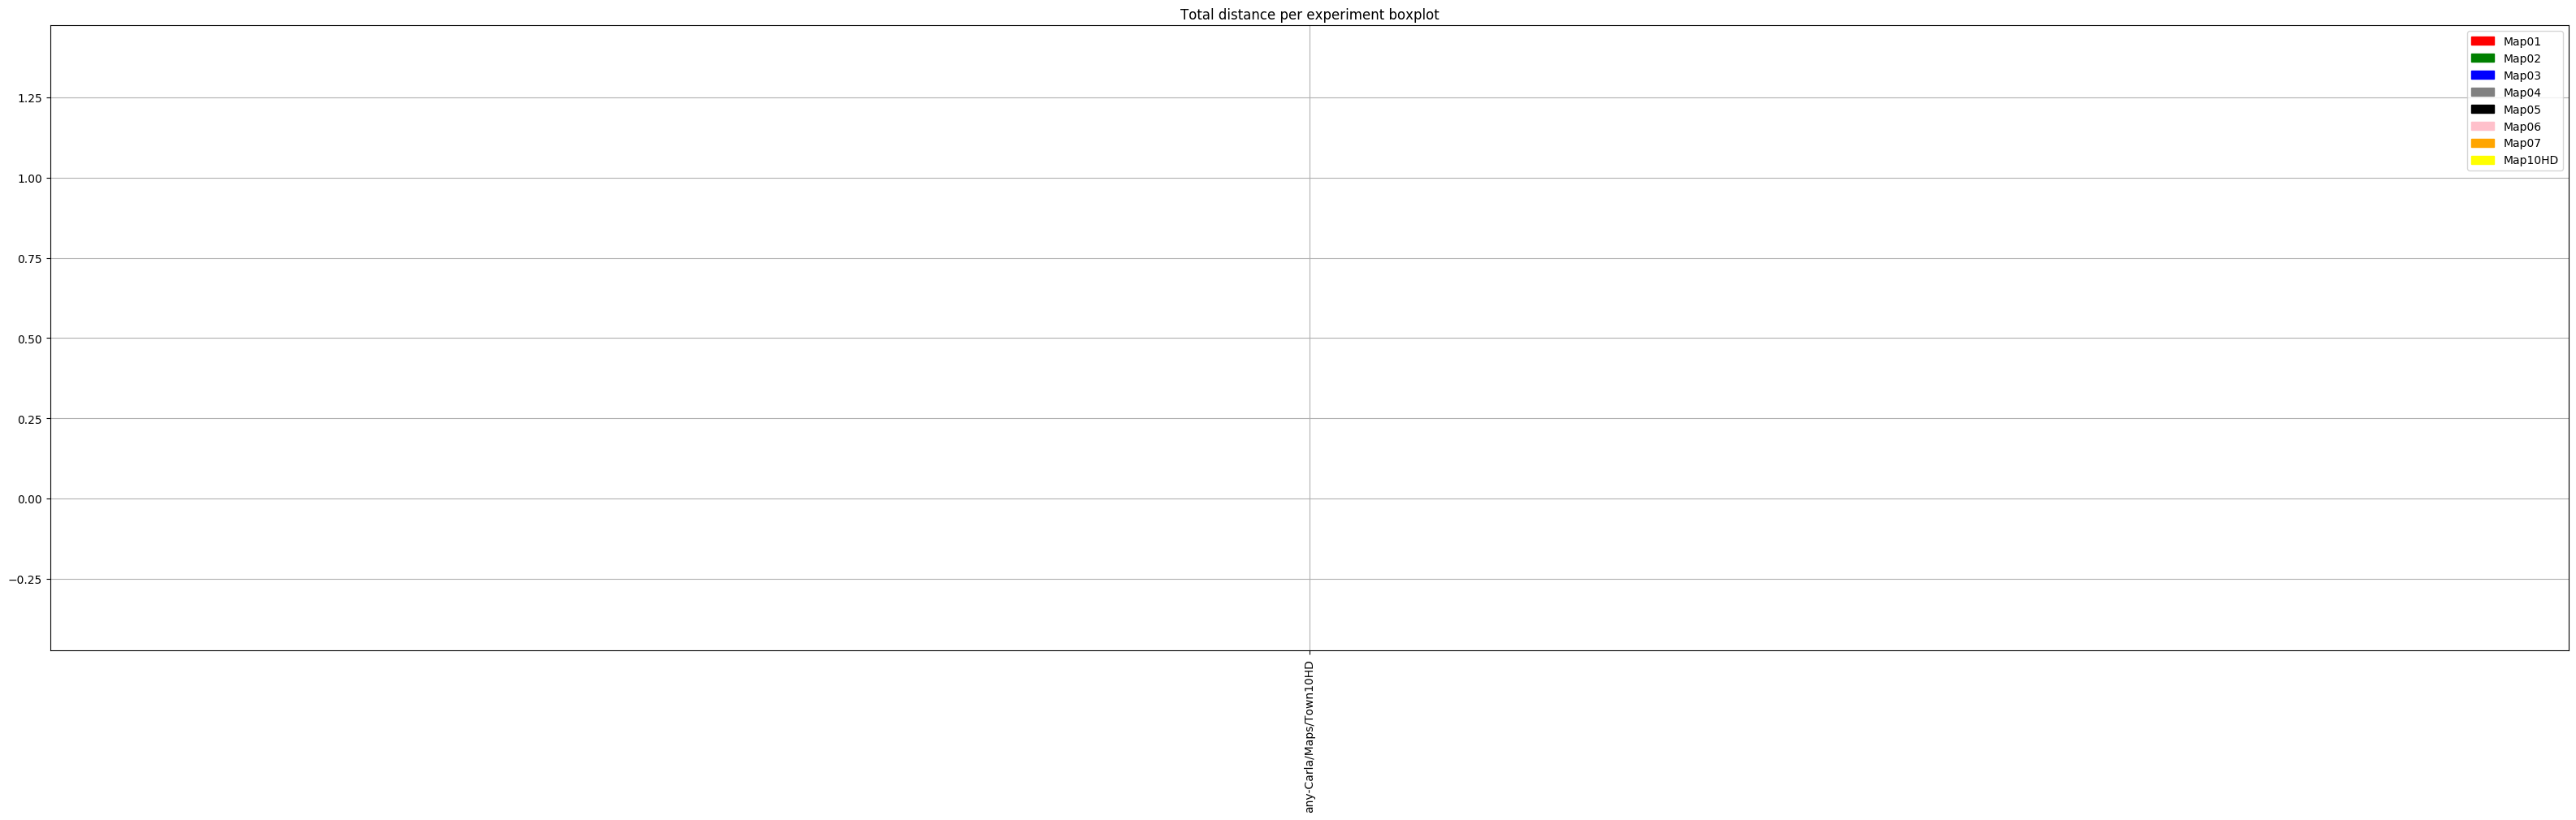 Total distance per experiment boxplot
Map01
Map02
Map03
Map04
Map05
Map06
Map07
Map10HD
1.25
1.00
0.75
0.50
0.25
0.00
−0.25
any-Carla/Maps/Town10HD